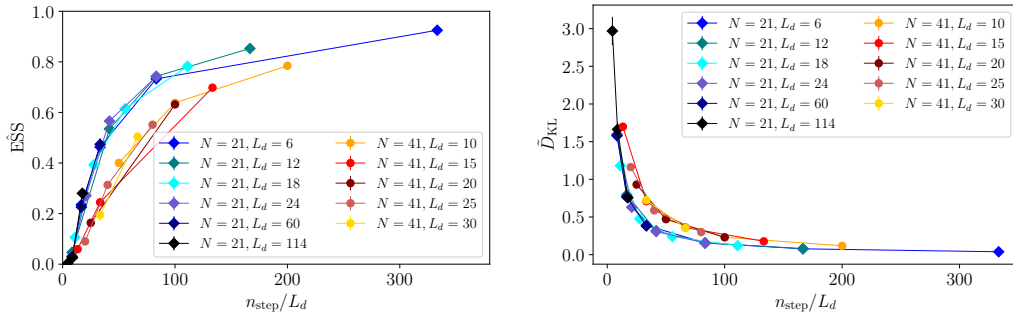 1.0
0.8
0.6
0.4
0.2
0.0
ÊSS
N = 21, L_d = 6
N = 21, L_d = 12
N = 21, L_d = 18
N = 21, L_d = 24
N = 21, L_d = 60
N = 21, L_d = 114
N = 41, L_d = 10
N = 41, L_d = 15
N = 41, L_d = 20
N = 41, L_d = 25
N = 41, L_d = 30
0 100 200 300
n_step/L_d
3.0
2.5
2.0
1.5
1.0
0.5
0.0
D̃_KL
N = 21, L_d = 6
N = 21, L_d = 12
N = 21, L_d = 18
N = 21, L_d = 24
N = 21, L_d = 60
N = 21, L_d = 114
N = 41, L_d = 10
N = 41, L_d = 15
N = 41, L_d = 20
N = 41, L_d = 25
N = 41, L_d = 30
0 100 200 300
n_step/L_d